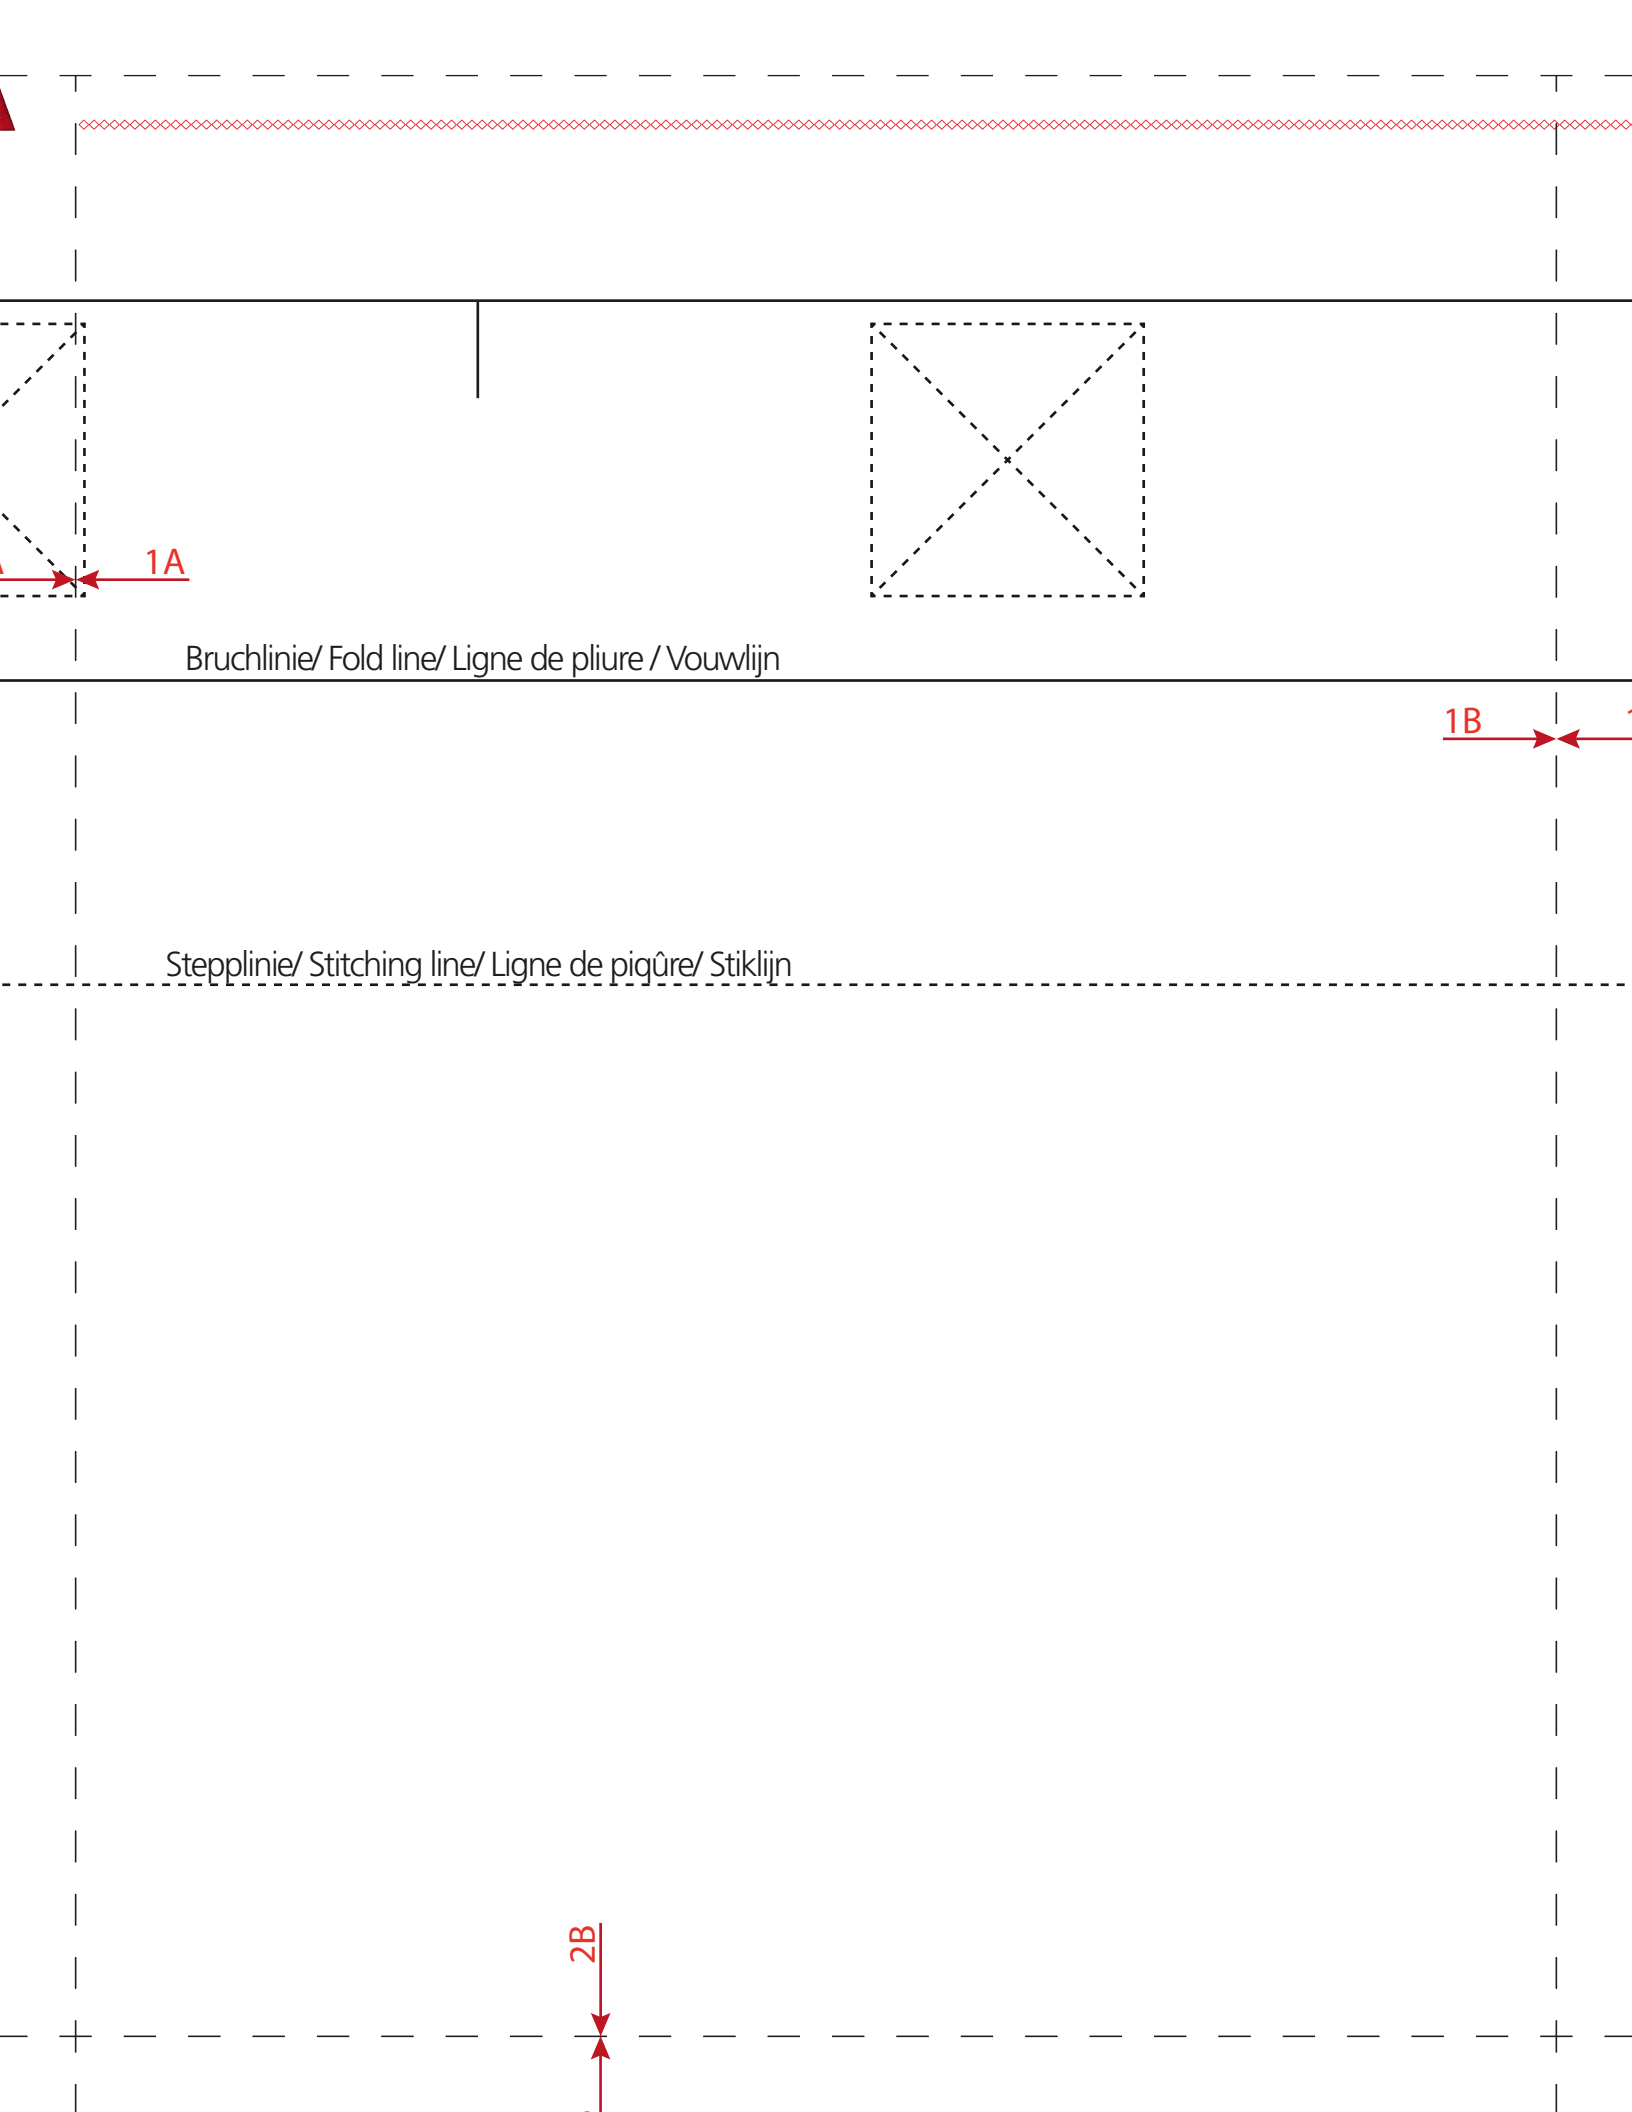 A
1A
Bruchlinie/ Fold line/ Ligne de pliure / Vouwlijn
1B
Stepplinie/ Stitching line/ Ligne de piqûre/ Stiklijn
2B